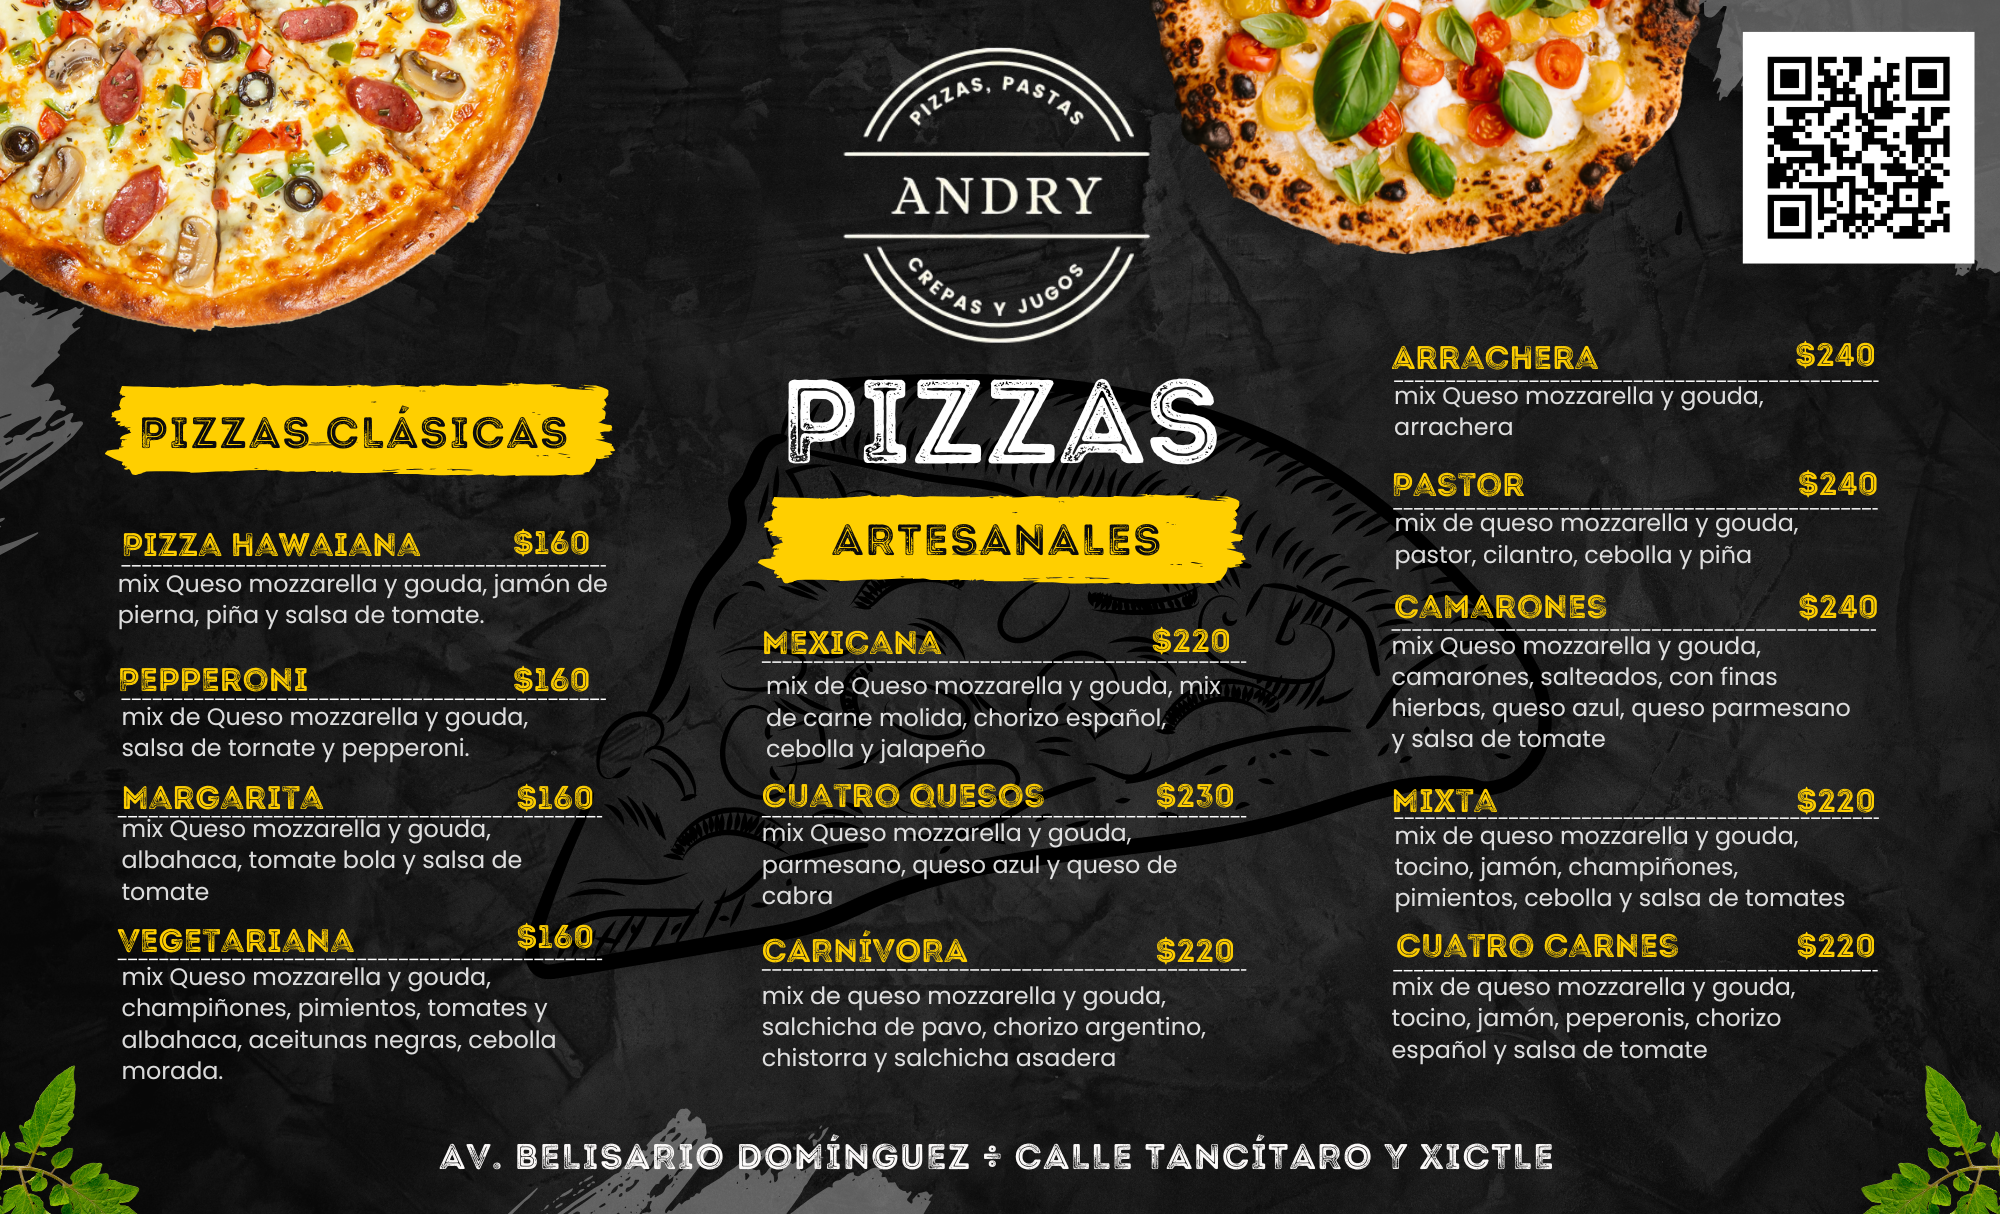 PIZZAS, PASTAS
ANDRY
CREPAS Y JUGOS
PIZZAS CLÁSICAS
PIZZA HAWAIANA $160
mix Queso mozzarella y gouda, jamón de
pierna, piña y salsa de tomate.
PEPPERONI $160
mix de Queso mozzarella y gouda,
salsa de tornate y pepperoni.
MARGARITA $160
mix Queso mozzarella y gouda,
albahaca, tomate bola y salsa de
tomate
VEGETARIANA $160
mix Queso mozzarella y gouda,
champiñones, pimientos, tomates y
albahaca, aceitunas negras, cebolla
morada.
PIZZAS
ARTESANALES
MEXICANA $220
mix de Queso mozzarella y gouda, mix
de carne molida, chorizo español,
cebolla y jalapeño
CUATRO QUESOS $230
mix Queso mozzarella y gouda,
parmesano, queso azul y queso de
cabra
CARNÍVORA $220
mix de queso mozzarella y gouda,
salchicha de pavo, chorizo argentino,
chistorra y salchicha asadera
ARRACHERA $240
mix Queso mozzarella y gouda,
arrachera
PASTOR $240
mix de queso mozzarella y gouda,
pastor, cilantro, cebolla y piña
CAMARONES $240
mix Queso mozzarella y gouda,
camarones, salteados, con finas
hierbas, queso azul, queso parmesano
y salsa de tomate
MIXTA $220
mix de queso mozzarella y gouda,
tocino, jamón, champiñones,
pimientos, cebolla y salsa de tomates
CUATRO CARNES $220
mix de queso mozzarella y gouda,
tocino, jamón, peperonis, chorizo
español y salsa de tomate
AV. BELISARIO DOMÍNGUEZ ÷ CALLE TANCÍTARO Y XICTLE